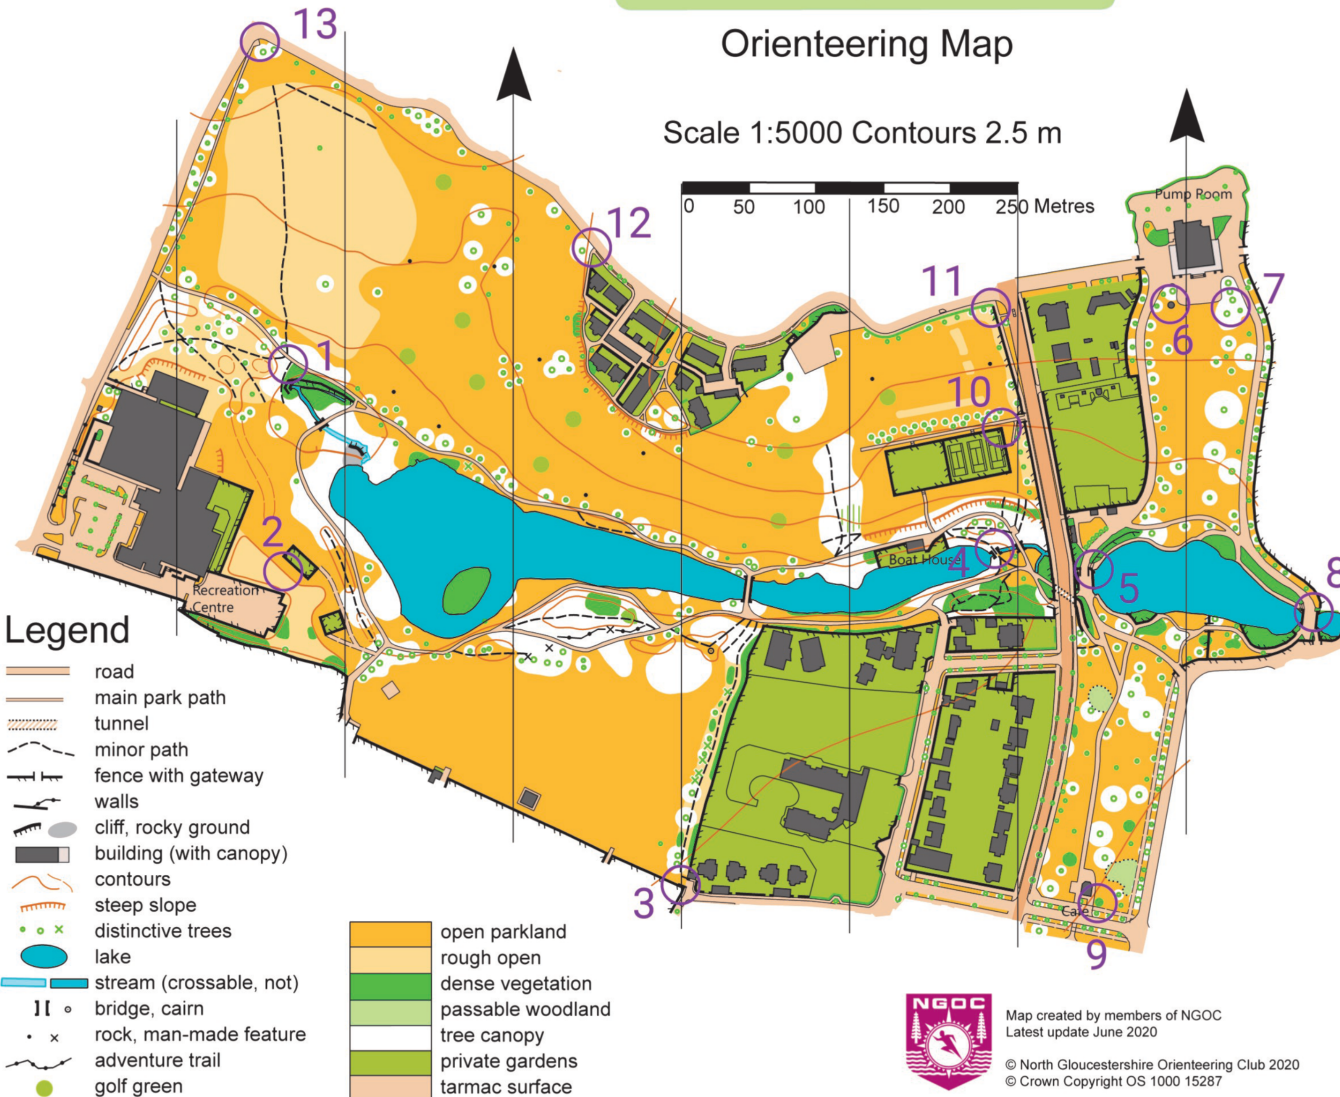 Orienteering Map
Scale 1:5000 Contours 2.5 m
0 50 100 150 200 250 Metres
13
12
11
10
1
2
3
4
5
6
7
8
9
Pump Room
Boat House
Recreation
Centre
Cafe
Legend
road
main park path
tunnel
minor path
fence with gateway
walls
cliff, rocky ground
building (with canopy)
contours
steep slope
distinctive trees
lake
stream (crossable, not)
bridge, cairn
rock, man-made feature
adventure trail
golf green
open parkland
rough open
dense vegetation
passable woodland
tree canopy
private gardens
tarmac surface
NGOC
Map created by members of NGOC
Latest update June 2020
© North Gloucestershire Orienteering Club 2020
© Crown Copyright OS 1000 15287